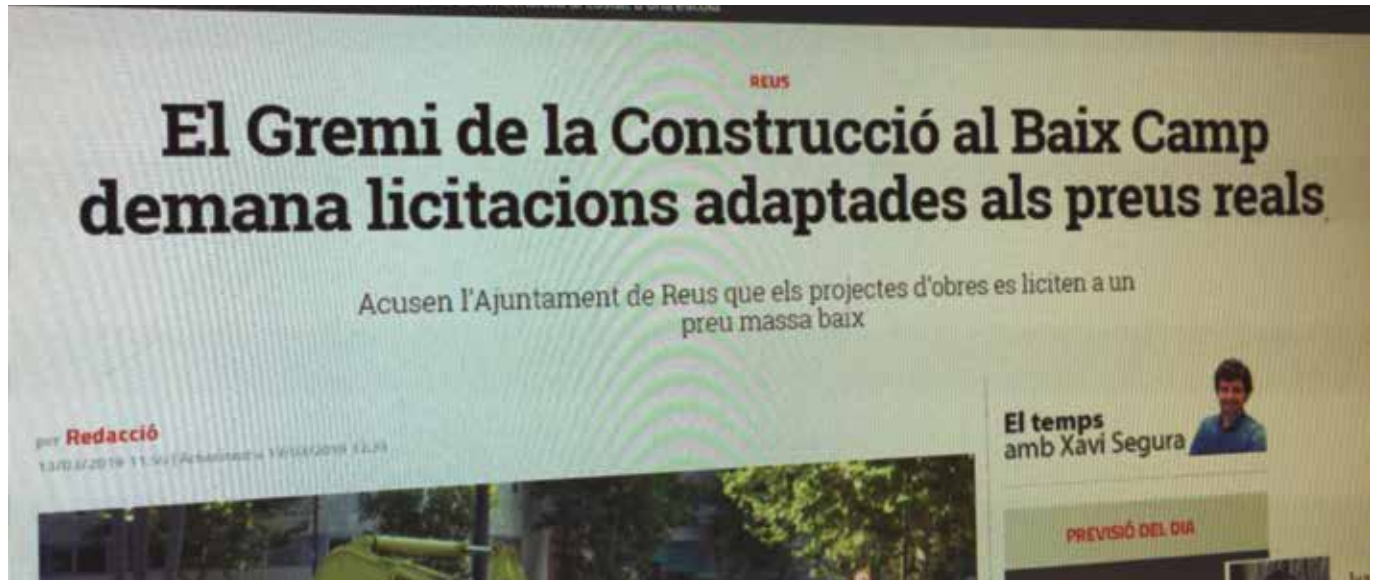 REUS
El Gremi de la Construcció al Baix Camp
demana licitacions adaptades als preus reals
Acusen l'Ajuntament de Reus que els projectes d'obres es liciten a un
preu massa baix
per Redacció
El temps
amb Xavi Segura
PREVISIÓ DEL DIA